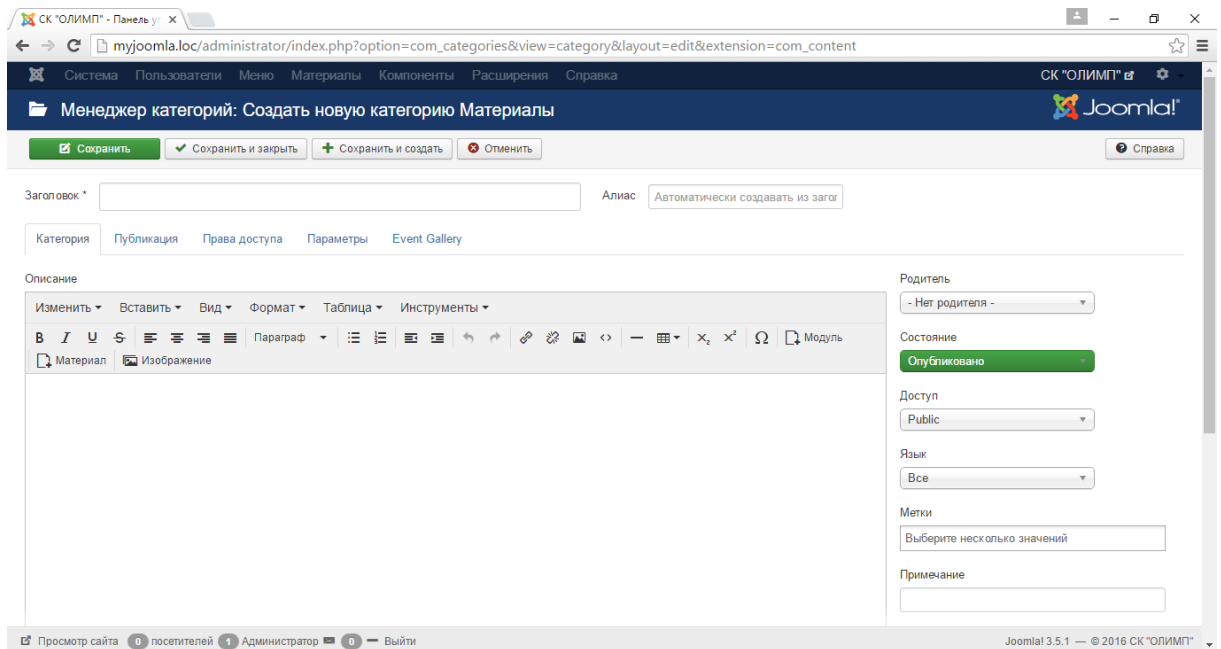 СК "ОЛИМП" - Панель у
myjoomla.loc/administrator/index.php?option=com_categories&view=category&layout=edit&extension=com_content
Система Пользователи Меню Материалы Компоненты Расширения Справка СК "ОЛИМП"
Менеджер категорий: Создать новую категорию Материалы Joomla!
Сохранить Сохранить и закрыть Сохранить и создать Отменить Справка
Заголовок * Алиас Автоматически создавать из загол
Категория Публикация Права доступа Параметры Event Gallery
Описание Родитель
Изменить Вставить Вид Формат Таблица Инструменты - Нет родителя -
B I U S Параграф X₂ X² Ω Модуль Состояние
Материал Изображение Опубликовано
Доступ
Public
Язык
Все
Метки
Выберите несколько значений
Примечание
Просмотр сайта 0 посетителей 1 Администратор 0 Выйти Joomla! 3.5.1 — © 2016 СК "ОЛИМП"